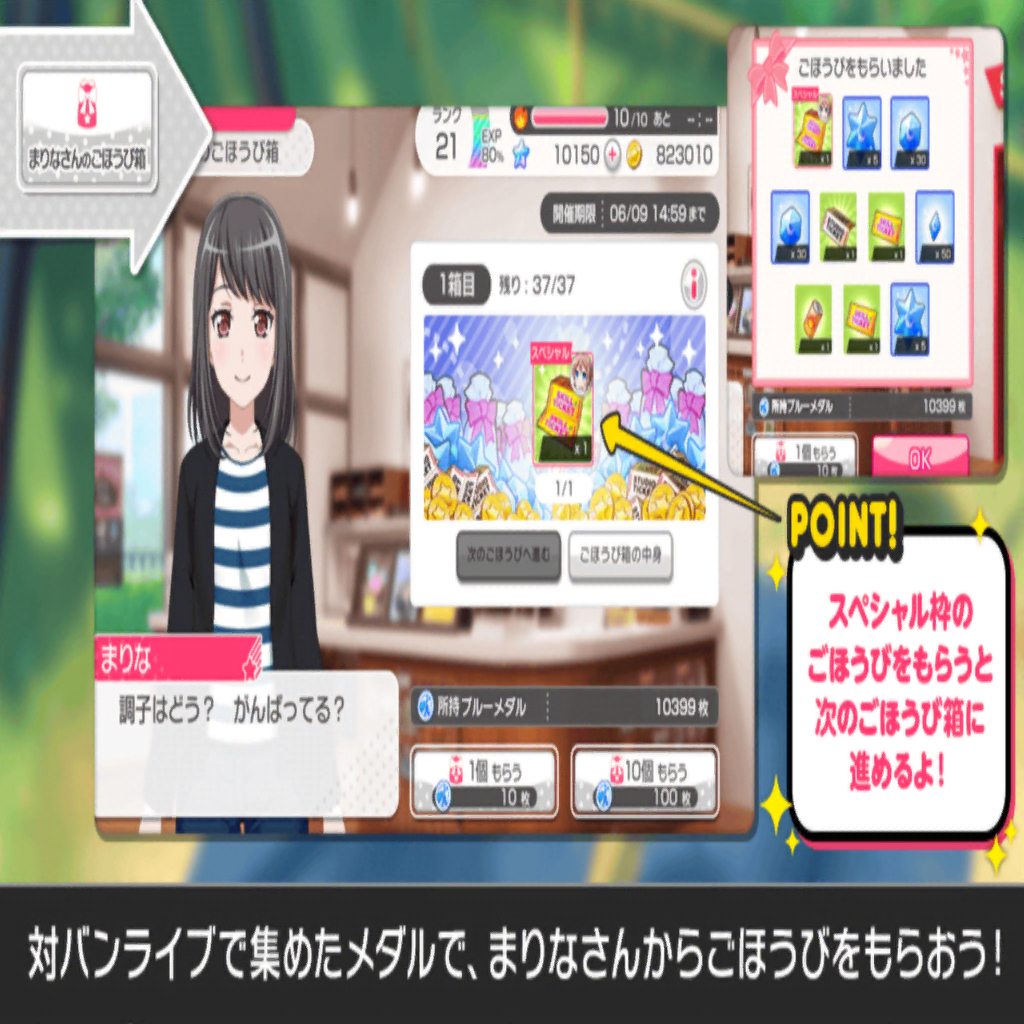 まりなさんのごほうび箱
のごほうび箱
ランク
21
EXP
80%
10/10 あと --:--
10150
823010
開催期限:06/09 14:59まで
1箱目 残り:37/37
スペシャル
SKILL TICKET
SKILL TICKET
x1
1/1
STUDIO TICKET
次のごほうびへ進む
ごほうび箱の中身
まりな
調子はどう? がんばってる?
所持ブルーメダル
10399枚
1個もらう
10枚
10個もらう
100枚
ごほうびをもらいました
スペシャル
x1
x5
x30
x30
x1
x1
x50
x1
x1
x5
所持ブルーメダル
10399枚
1個もらう
10枚
OK
POINT!
スペシャル枠の
ごほうびをもらうと
次のごほうび箱に
進めるよ!
対バンライブで集めたメダルで、まりなさんからごほうびをもらおう!